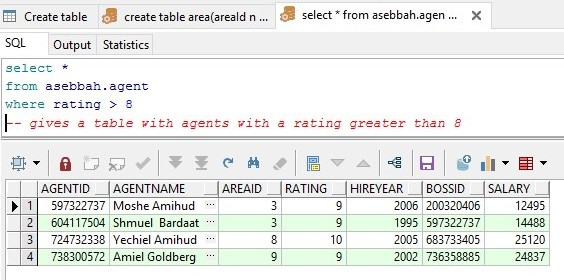 Create table
create table area(areaId n ...
select * from asebbah.agen ...
SQL
Output
Statistics
select *
from asebbah.agent
where rating > 8
-- gives a table with agents with a rating greater than 8
AGENTID AGENTNAME AREAID RATING HIREYEAR BOSSID SALARY
1 597322737 Moshe Amihud ... 3 9 2006 200320406 12495
2 604117504 Shmuel Bardaat ... 3 9 1995 597322737 14488
3 724732338 Yechiel Amihud ... 8 10 2005 683733405 25120
4 738300572 Amiel Goldberg ... 9 9 2002 736358885 24837